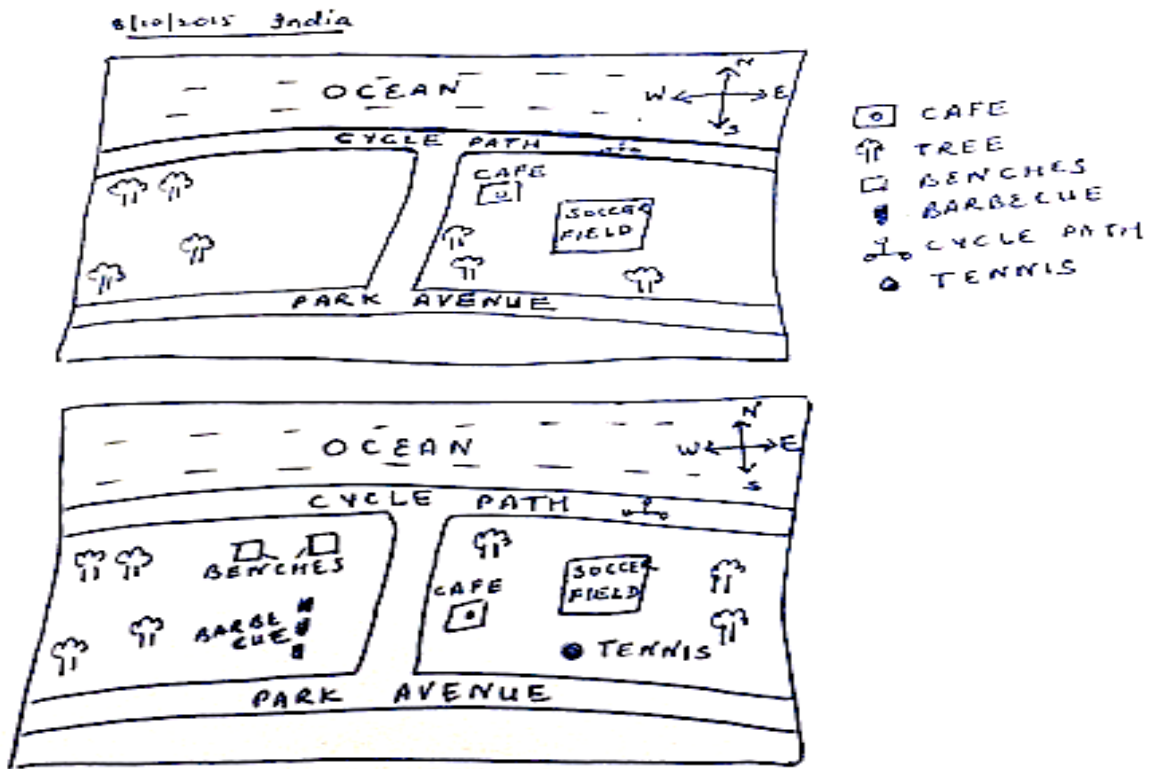 8/10/2015 India
OCEAN
N
W E
S
CYCLE PATH
CAFE
SOCCER
FIELD
PARK AVENUE
CAFE
TREE
BENCHES
BARBECUE
CYCLE PATH
TENNIS
OCEAN
N
W E
S
CYCLE PATH
BENCHES
BARBE
CUE
CAFE
SOCCER
FIELD
TENNIS
PARK AVENUE